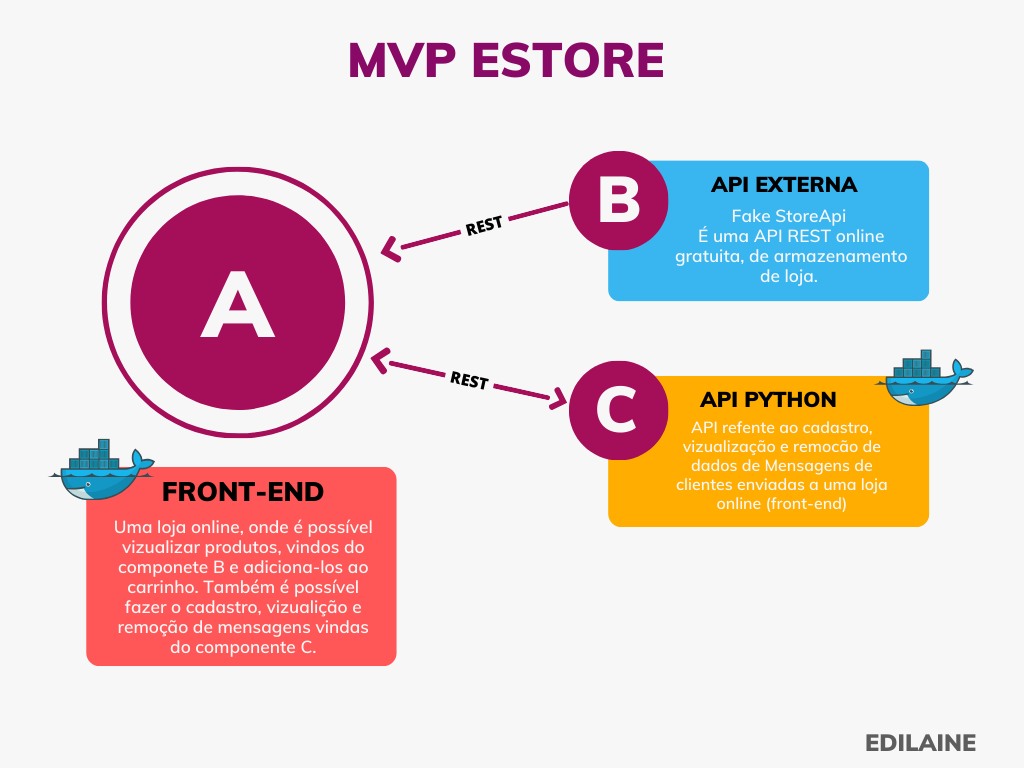 MVP ESTORE
A
REST
B
API EXTERNA
Fake StoreApi
É uma API REST online
gratuita, de armazenamento
de loja.
REST
C
API PYTHON
API refente ao cadastro,
vizualização e remocão de
dados de Mensagens de
clientes enviadas a uma loja
online (front-end)
FRONT-END
Uma loja online, onde é possível
vizualizar produtos, vindos do
componete B e adiciona-los ao
carrinho. Também é possível
fazer o cadastro, vizualição e
remoção de mensagens vindas
do componente C.
EDILAINE